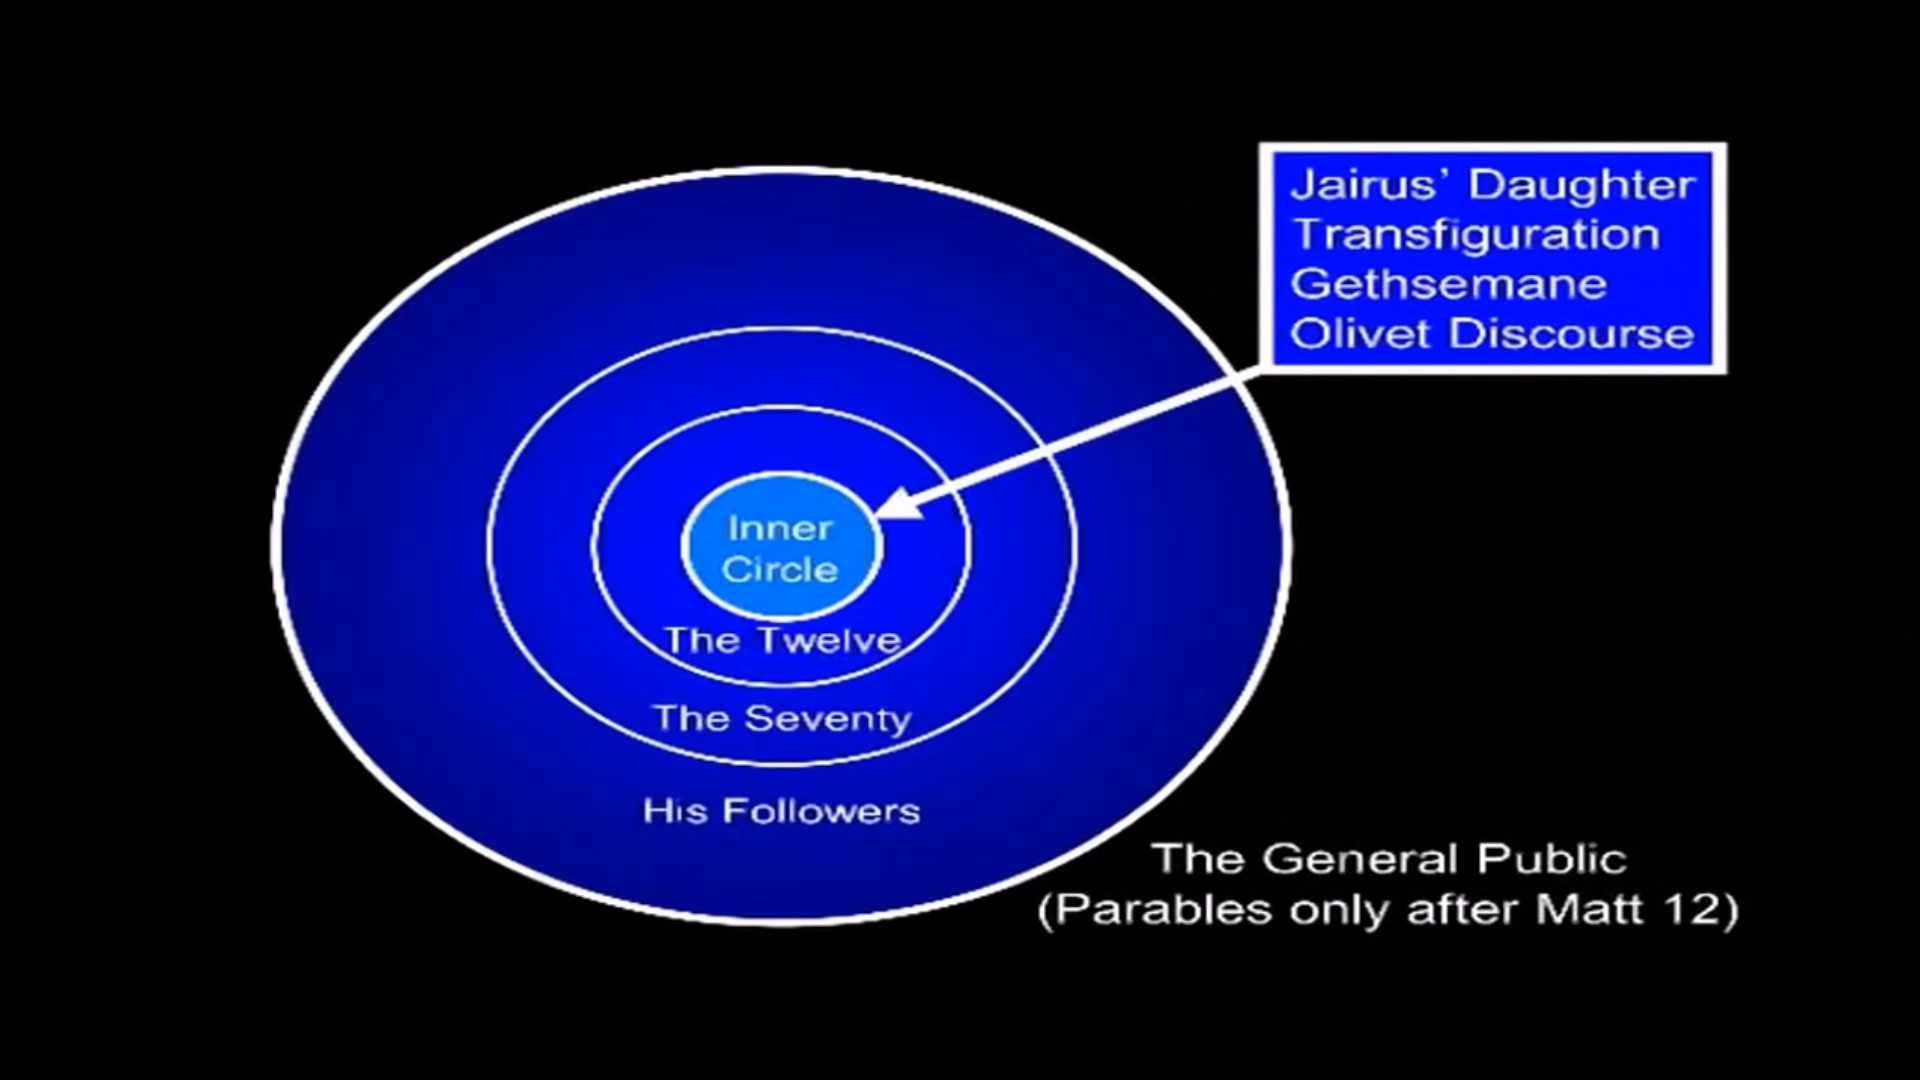 Jairus’ Daughter
Transfiguration
Gethsemane
Olivet Discourse
Inner
Circle
The Twelve
The Seventy
His Followers
The General Public
(Parables only after Matt 12)